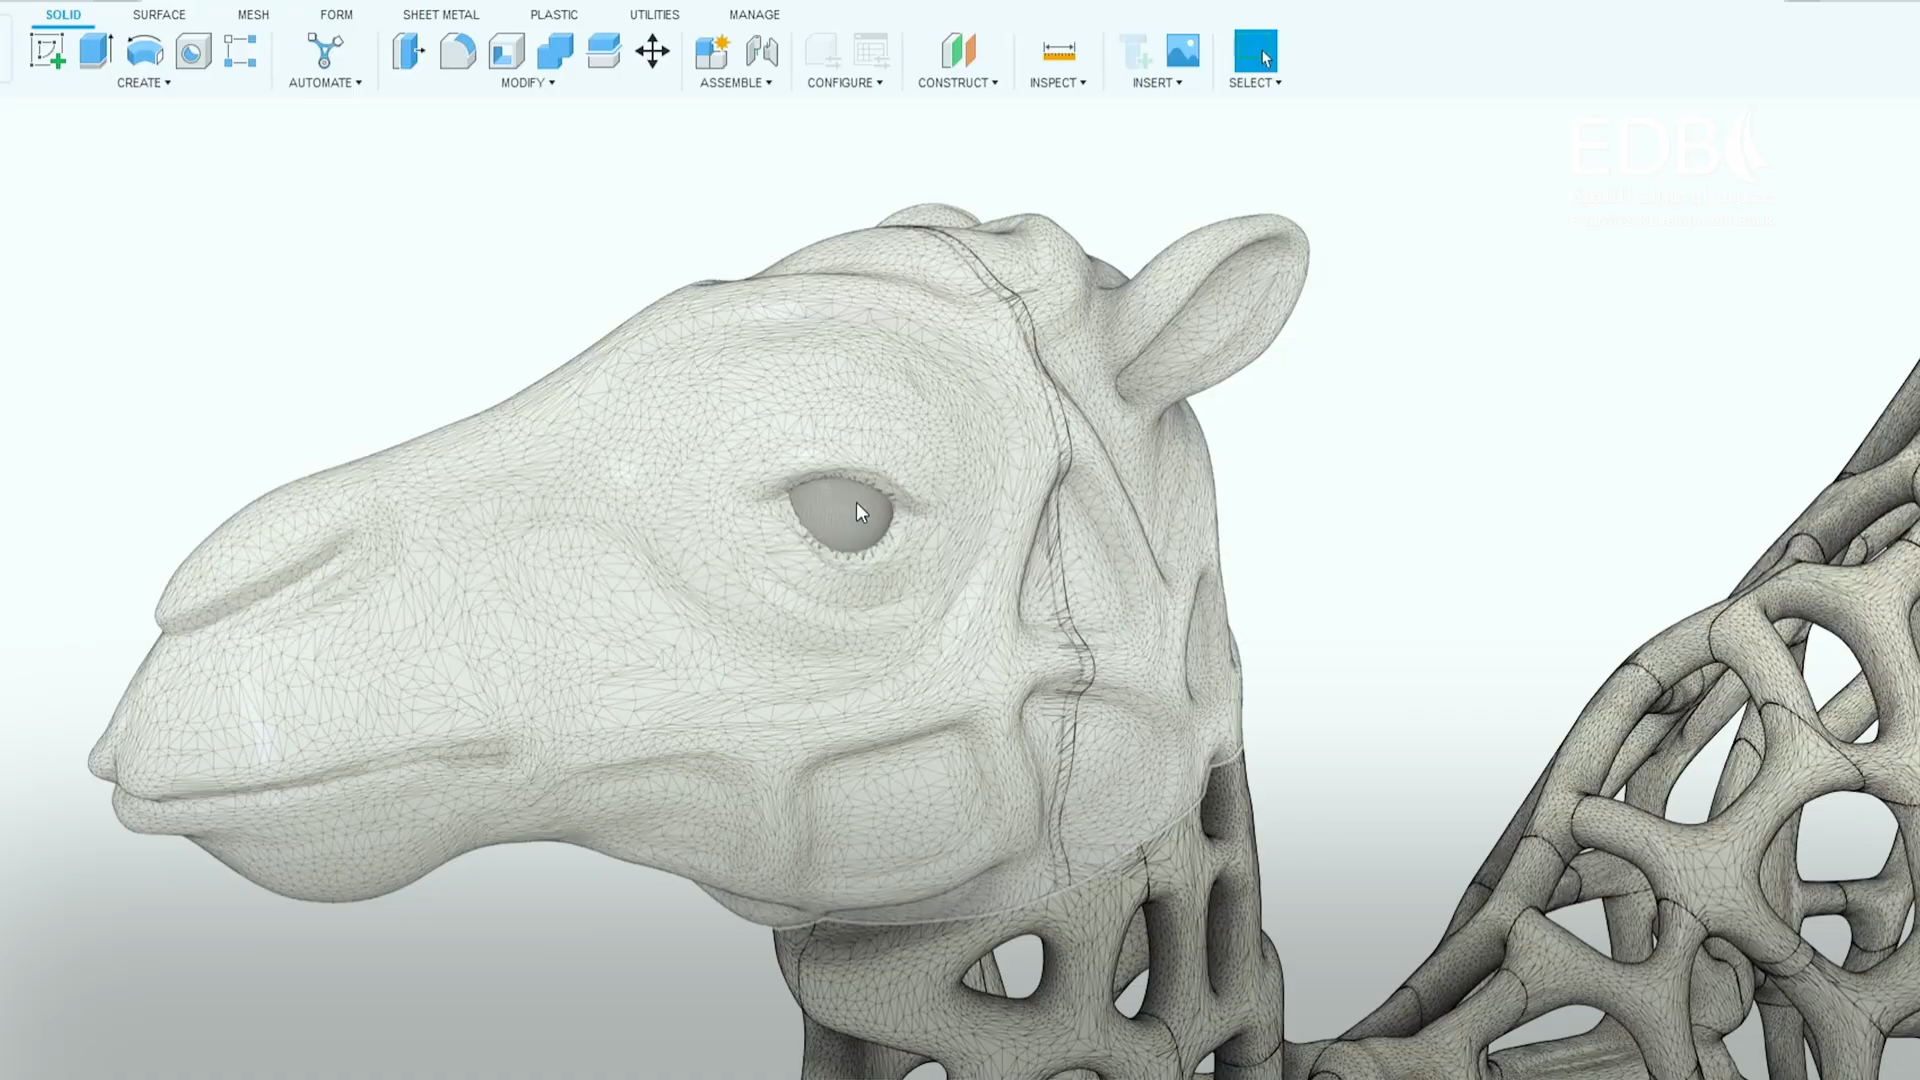 SOLID SURFACE MESH FORM SHEET METAL PLASTIC UTILITIES MANAGE
CREATE AUTOMATE MODIFY ASSEMBLE CONFIGURE CONSTRUCT INSPECT INSERT SELECT
EDB